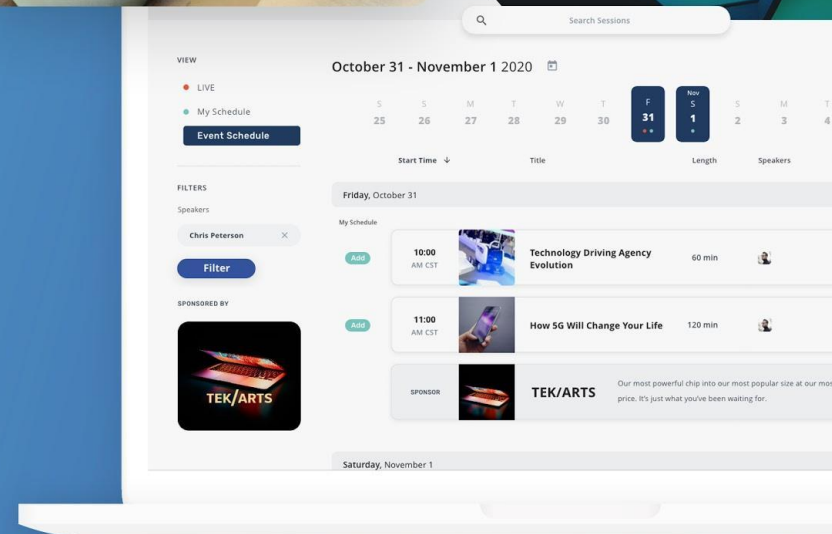 Search Sessions
VIEW
LIVE
My Schedule
Event Schedule
FILTERS
Speakers
Chris Peterson ×
Filter
SPONSORED BY
TEK/ARTS
October 31 - November 1 2020
S S M T W T F Nov S S M T
25 26 27 28 29 30 31 1 2 3 4
Start Time ↓ Title Length Speakers
Friday, October 31
My Schedule
Add
10:00
AM CST
Technology Driving Agency
Evolution
60 min
Add
11:00
AM CST
How 5G Will Change Your Life
120 min
SPONSOR
TEK/ARTS
Our most powerful chip into our most popular size at our mos
price. It's just what you've been waiting for.
Saturday, November 1